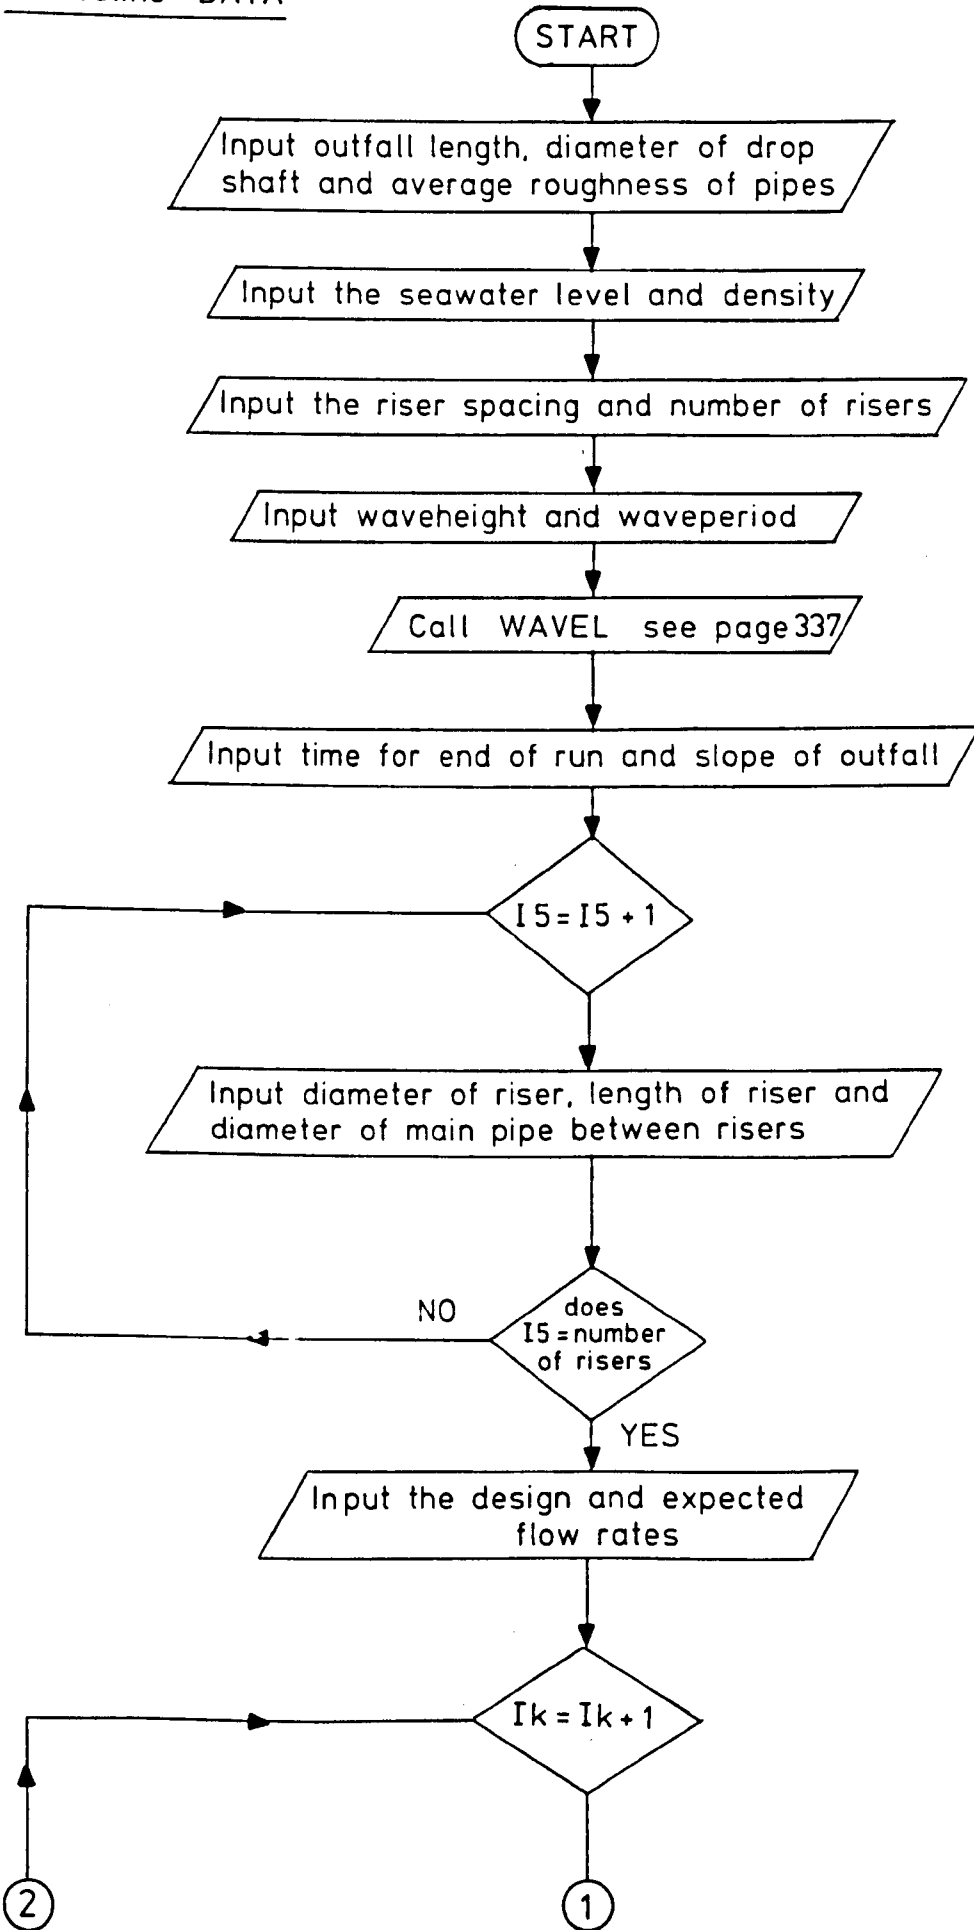 DATA
START
Input outfall length, diameter of drop
shaft and average roughness of pipes
Input the seawater level and density
Input the riser spacing and number of risers
Input waveheight and waveperiod
Call WAVEL see page 337
Input time for end of run and slope of outfall
I5 = I5 + 1
Input diameter of riser, length of riser and
diameter of main pipe between risers
NO
does
I5 = number
of risers
YES
Input the design and expected
flow rates
Ik = Ik + 1
2
1